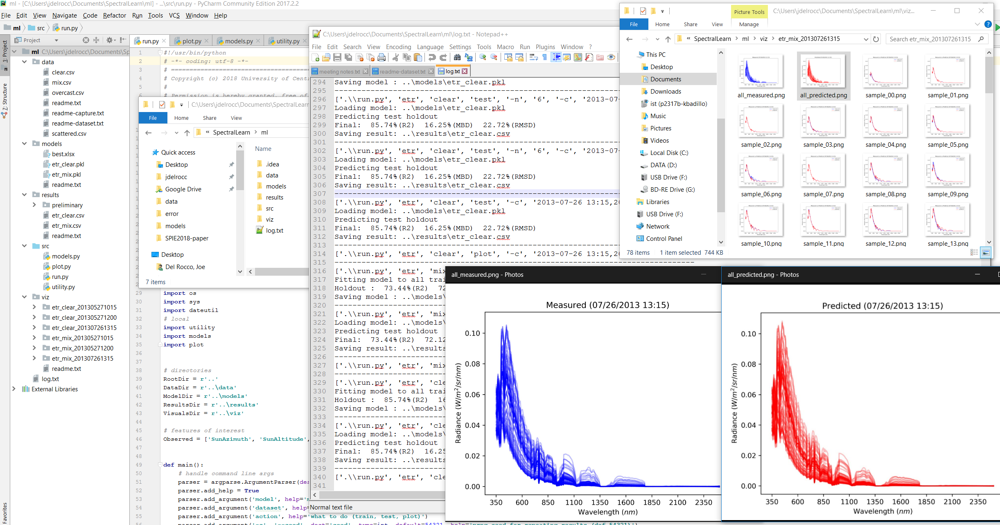 ml - [C:\Users\jdelrocc\Documents\SpectralLearn\ml] - ...\src\run.py - PyCharm Community Edition 2017.2.2
File Edit View Navigate Code Refactor Run Tools VCS Window Help
ml src run.py
Project
run.py plot.py models.py utility.py
1: Project
7: Structure
Favorites
ml C:\Users\jdelrocc\Documents\Sp
data
clear.csv
mix.csv
overcast.csv
readme.txt
readme-capture.txt
readme-dataset.txt
scattered.csv
models
best.xlsx
etr_clear.pkl
etr_mix.pkl
readme.txt
results
preliminary
etr_clear.csv
etr_mix.csv
readme.txt
src
models.py
plot.py
run.py
utility.py
viz
etr_clear_201305271015
etr_clear_201305271200
etr_clear_201307261315
etr_mix_201305271015
etr_mix_201305271200
etr_mix_201307261315
readme.txt
log.txt
External Libraries
1 #!/usr/bin/python
2 # -*- coding: utf-8 -*-
3 # ====================================
4 # Copyright (c) 2018 University of Cent
5 #
6 # Permission is hereby granted, free of
29 import os
30 import sys
31 import dateutil
32 # local
33 import utility
34 import models
35 import plot
36
37
38 # directories
39 RootDir = r'..'
40 DataDir = r'..\data'
41 ModelDir = r'..\models'
42 ResultsDir = r'..\results'
43 VisualsDir = r'..\viz'
44
45 # features of interest
46 Observed = ['SunAzimuth', 'SunAltitude',
47
48
49 def main():
50 # handle command line args
51 parser = argparse.ArgumentParser(des
52 parser.add_help = True
53 parser.add_argument('model', help='m
54 parser.add_argument('dataset', help=
55 parser.add_argument('action', help='what to do (train, test, plot)')
C:\Users\jdelrocc\Documents\SpectralLearn
File Home Share View
« SpectralLearn > ml
Quick access
Desktop
jdelrocc
Google Drive
data
error
models
SPIE2018-paper
Desktop
Del Rocco, Joe
Name
.idea
data
models
results
src
viz
log.txt
7 items
C:\Users\jdelrocc\Documents\SpectralLearn\ml\log.txt - Notepad++
File Edit Search View Encoding Language Settings Tools Macro Run Plugins Window ?
meeting notes.txt readme-dataset.txt log.txt
294 Saving model : ..\models\etr_clear.pkl
295 ----------------------------------------
296 ['.\\run.py', 'etr', 'clear', 'test', '-n', '6', '-c', '2013-07-
297 Loading model: ..\models\etr_clear.pkl
298 Predicting test holdout
299 Final: 85.74%(R2) 16.25%(MBD) 22.72%(RMSD)
300 Saving result: ..\results\etr_clear.csv
301 ----------------------------------------
302 ['.\\run.py', 'etr', 'clear', 'test', '-n', '6', '-c', '2013-07-
303 Loading model: ..\models\etr_clear.pkl
304 Predicting test holdout
305 Final: 85.74%(R2) 16.25%(MBD) 22.72%(RMSD)
306 Saving result: ..\results\etr_clear.csv
307 ----------------------------------------
308 ['.\\run.py', 'etr', 'clear', 'test', '-c', '2013-07-26 13:15,20
309 Loading model: ..\models\etr_clear.pkl
310 Predicting test holdout
311 Final: 85.74%(R2) 16.25%(MBD) 22.72%(RMSD)
312 Saving result: ..\results\etr_clear.csv
313 ----------------------------------------
314 ['.\\run.py', 'etr', 'clear', 'plot', '-c', '2013-07-26 13:15,20
315 ----------------------------------------
316 ['.\\run.py', 'etr', 'mix
317 Fitting model to all trai
318 Holdout : 73.44%(R2) 72
319 Saving model : ..\models\
320 -------------------------
321 ['.\\run.py', 'etr', 'mix
322 Loading model: ..\models\
323 Predicting test holdout
324 Final: 73.44%(R2) 72.12
325 Saving result: ..\results
326 -------------------------
327 ['.\\run.py', 'etr', 'mix
328 -------------------------
329 ['.\\run.py', 'etr', 'cle
330 Fitting model to all trai
331 Holdout : 85.74%(R2) 16
332 Saving model : ..\models\
333 -------------------------
334 ['.\\run.py', 'etr', 'cle
335 Loading model: ..\models\
336 Predicting test holdout
337 Final: 85.74%(R2) 16.25
338 Saving result: ..\results
339 -------------------------
340 ['.\\run.py', 'etr', 'cle
341
Normal text file
Picture Tools C:\Users\jdelrocc\Documents\SpectralLearn\ml\viz...
File Home Share View Manage
« SpectralLearn > ml > viz > etr_mix_201307261315
Search etr_mix_201307261315
This PC
Desktop
Documents
Downloads
ist (p2317b-kbadillo)
Music
Pictures
Videos
Local Disk (C:)
DATA (D:)
USB Drive (F:)
BD-RE Drive (G:)
Libraries
USB Drive (F:)
Network
Control Panel
all_measured.png all_predicted.png sample_00.png sample_01.png
sample_02.png sample_03.png sample_04.png sample_05.png
sample_06.png sample_07.png sample_08.png sample_09.png
sample_10.png sample_11.png sample_12.png sample_13.png
78 items 1 item selected 744 KB
all_measured.png - Photos
Measured (07/26/2013 13:15)
Radiance (W/m²/sr/nm)
0.10
0.08
0.06
0.04
0.02
0.00
350 600 850 1100 1350 1600 1850 2100 2350
Wavelength (nm)
all_predicted.png - Photos
Predicted (07/26/2013 13:15)
Radiance (W/m²/sr/nm)
0.10
0.08
0.06
0.04
0.02
0.00
350 600 850 1100 1350 1600 1850 2100 2350
Wavelength (nm)